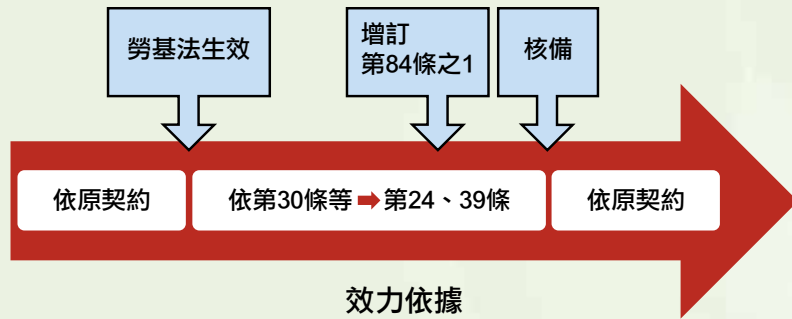 勞基法生效
增訂
第84條之1
核備
依原契約
依第30條等➡第24、39條
依原契約
效力依據